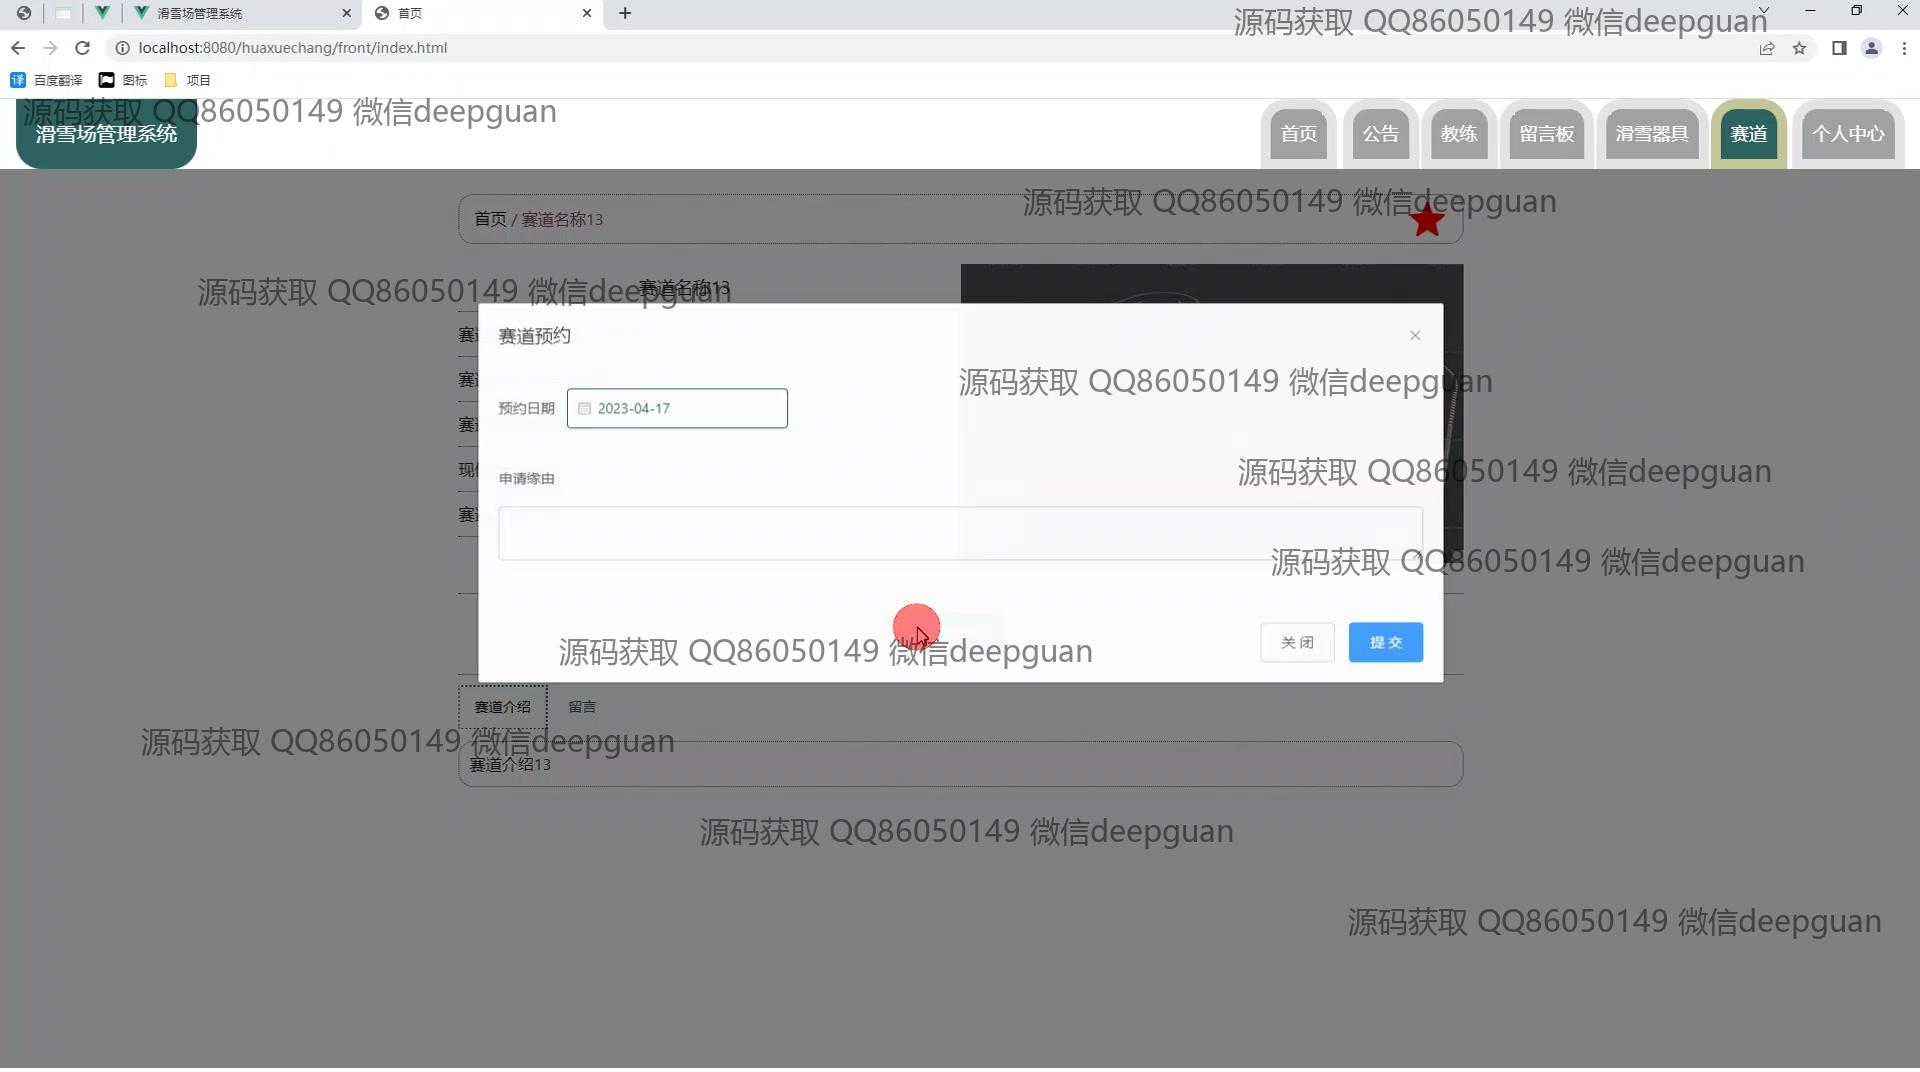 滑雪场管理系统
首页
源码获取 QQ86050149 微信deepguan
localhost:8080/huaxuechang/front/index.html
百度翻译
图标
项目
源码获取 QQ86050149 微信deepguan
滑雪场管理系统
首页
公告
教练
留言板
滑雪器具
赛道
个人中心
源码获取 QQ86050149 微信deepguan
首页 / 赛道名称13
源码获取 QQ86050149 微信deepguan
赛道名称13
赛道预约
源码获取 QQ86050149 微信deepguan
预约日期
2023-04-17
源码获取 QQ86050149 微信deepguan
申请缘由
源码获取 QQ86050149 微信deepguan
源码获取 QQ86050149 微信deepguan
关闭
提交
赛道介绍
留言
源码获取 QQ86050149 微信deepguan
赛道介绍13
源码获取 QQ86050149 微信deepguan
源码获取 QQ86050149 微信deepguan